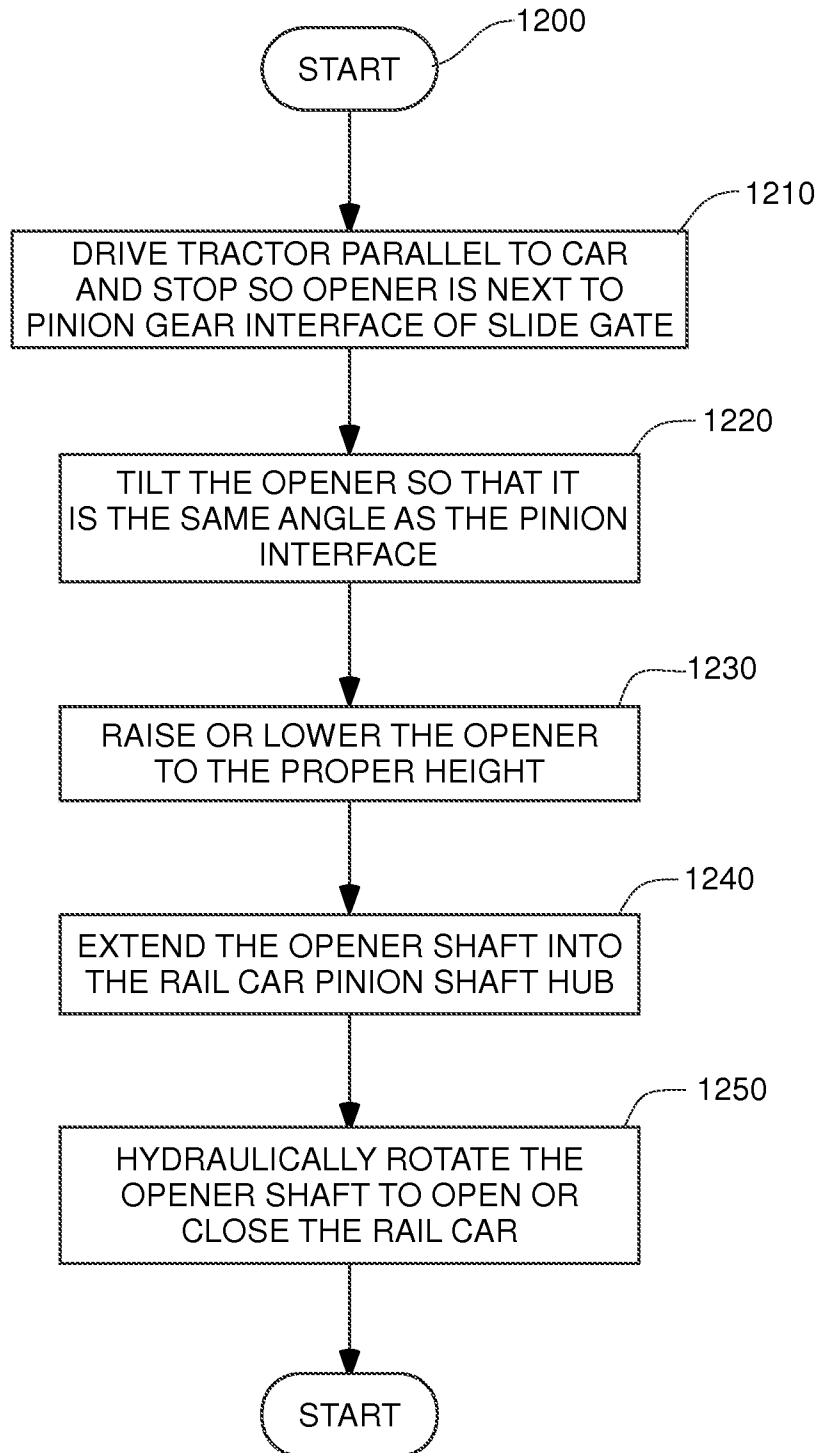 1200
START
1210
DRIVE TRACTOR PARALLEL TO CAR
AND STOP SO OPENER IS NEXT TO
PINION GEAR INTERFACE OF SLIDE GATE
1220
TILT THE OPENER SO THAT IT
IS THE SAME ANGLE AS THE PINION
INTERFACE
1230
RAISE OR LOWER THE OPENER
TO THE PROPER HEIGHT
1240
EXTEND THE OPENER SHAFT INTO
THE RAIL CAR PINION SHAFT HUB
1250
HYDRAULICALLY ROTATE THE
OPENER SHAFT TO OPEN OR
CLOSE THE RAIL CAR
START